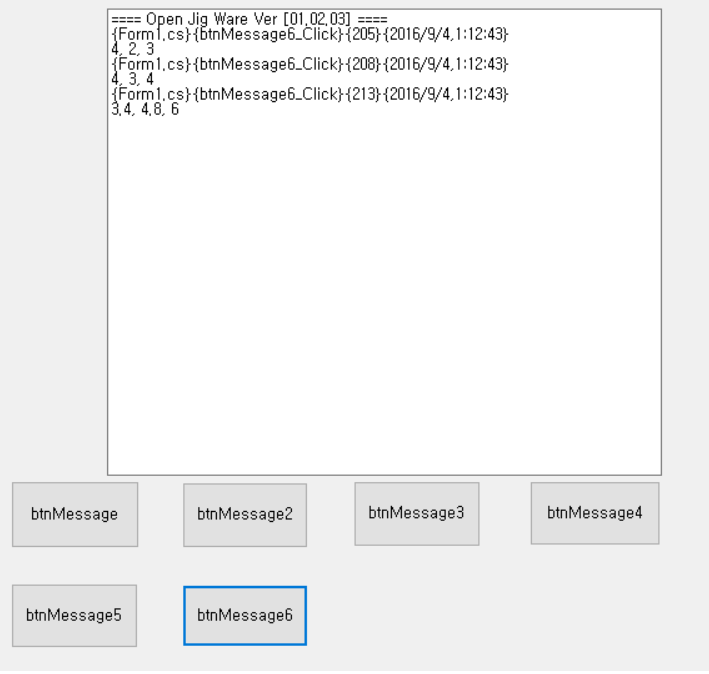 ==== Open Jig Ware Ver [01.02.03] ====
{Form1.cs}{btnMessage6_Click}{205}{2016/9/4,1:12:43}
4, 2, 3
{Form1.cs}{btnMessage6_Click}{208}{2016/9/4,1:12:43}
4, 3, 4
{Form1.cs}{btnMessage6_Click}{213}{2016/9/4,1:12:43}
3.4, 4.8, 6
btnMessage
btnMessage2
btnMessage3
btnMessage4
btnMessage5
btnMessage6